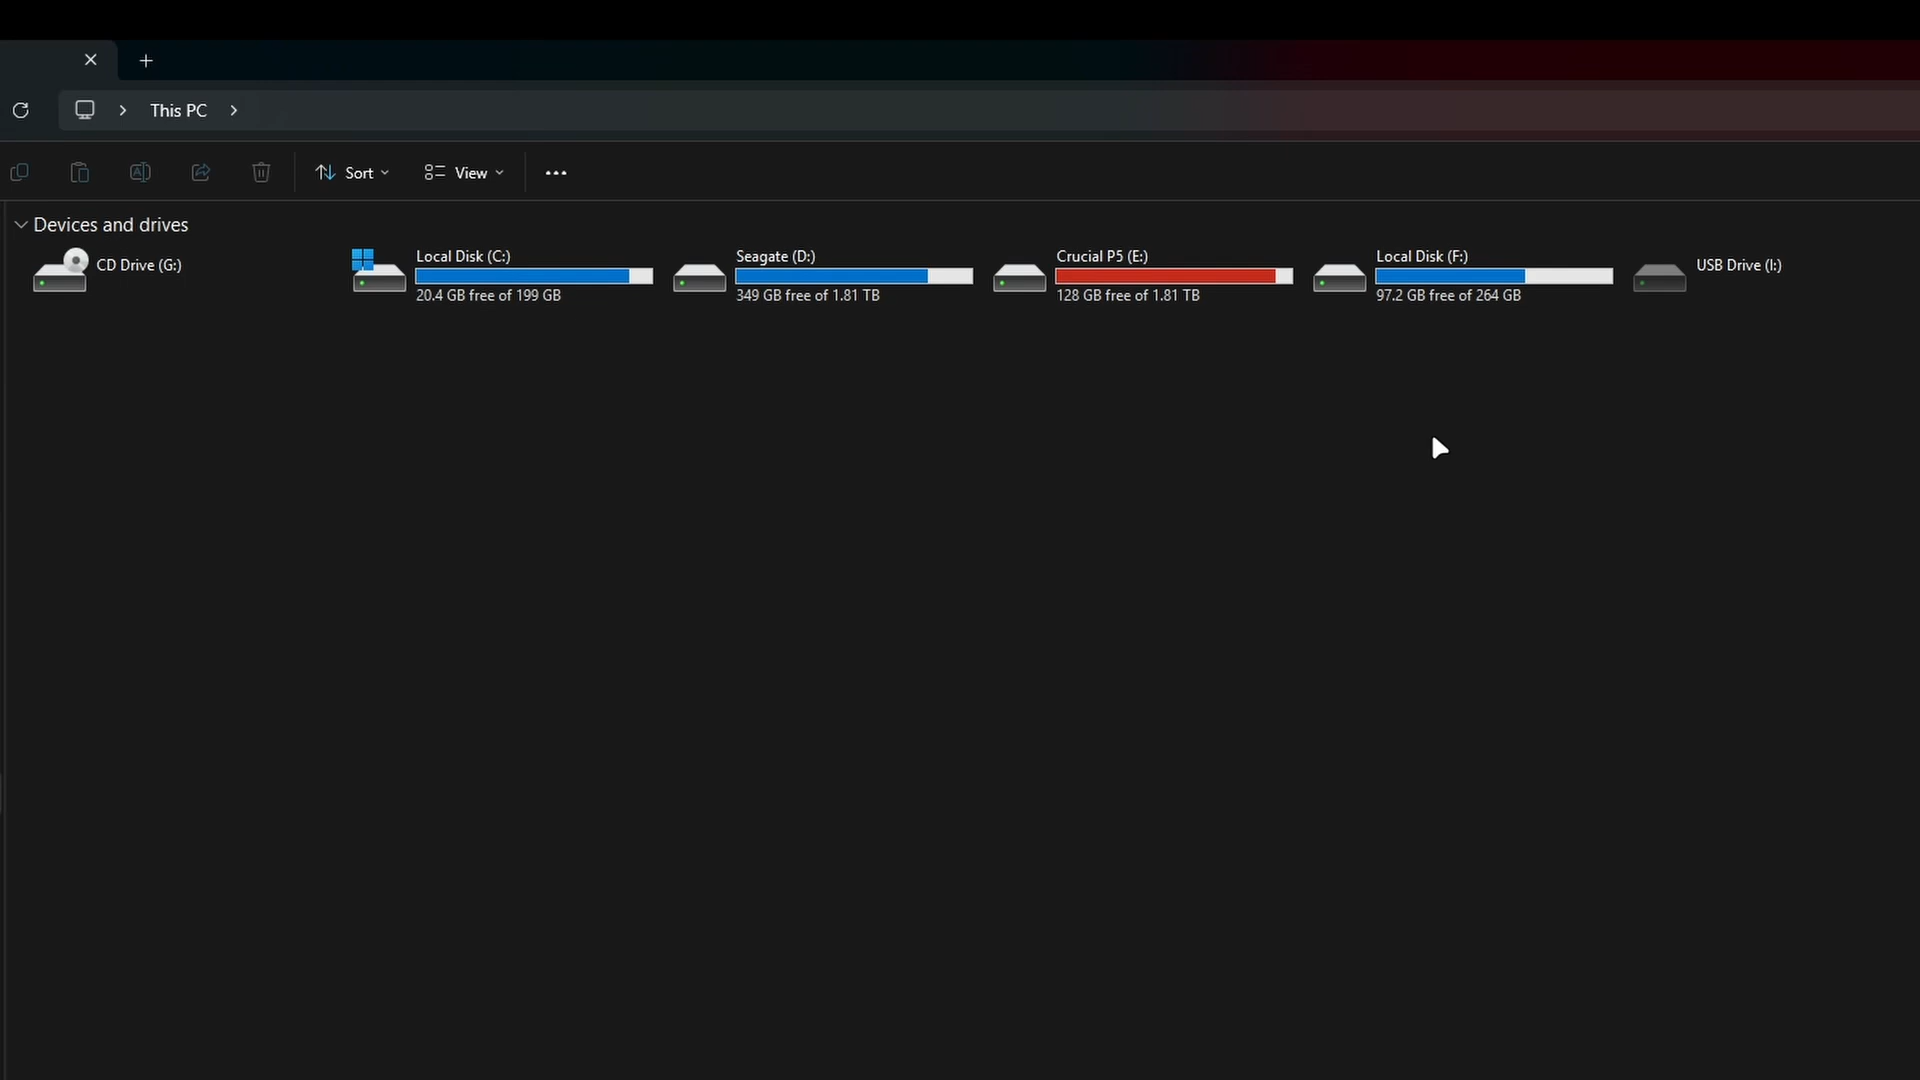 This PC
Sort
View
Devices and drives
CD Drive (G:)
Local Disk (C:)
20.4 GB free of 199 GB
Seagate (D:)
349 GB free of 1.81 TB
Crucial P5 (E:)
128 GB free of 1.81 TB
Local Disk (F:)
97.2 GB free of 264 GB
USB Drive (I:)